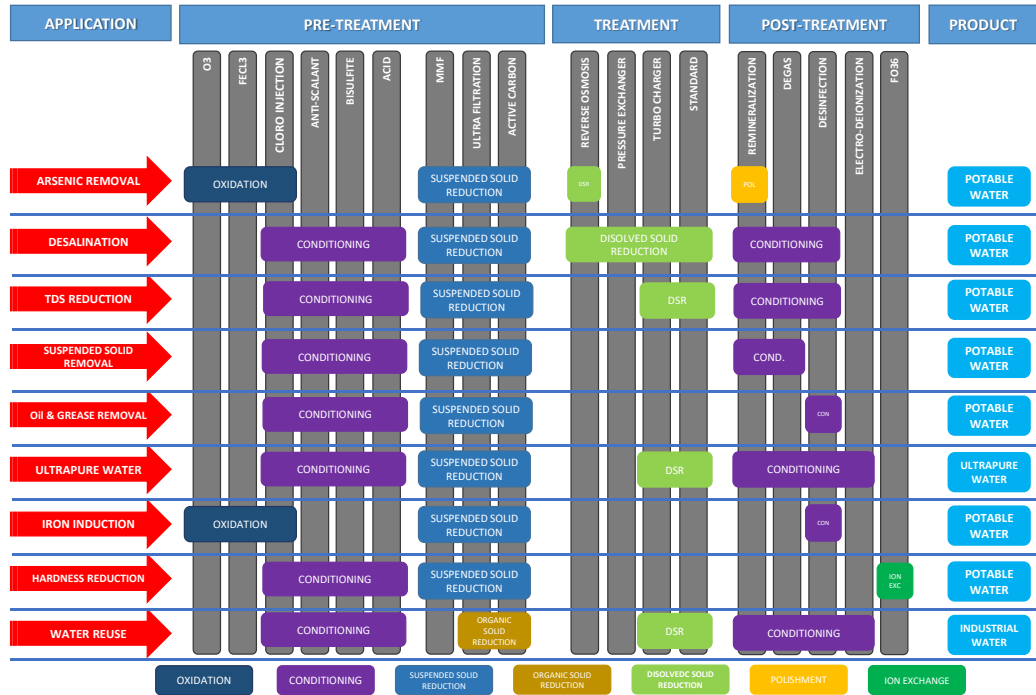 APPLICATION
PRE-TREATMENT
TREATMENT
POST-TREATMENT
PRODUCT
O3
FECL3
CLORO INJECTION
ANTI-SCALANT
BISULFITE
ACID
MMF
ULTRA FILTRATION
ACTIVE CARBON
REVERSE OSMOSIS
PRESSURE EXCHANGER
TURBO CHARGER
STANDARD
REMINERALIZATION
DEGAS
DESINFECTION
ELECTRO-DEIONIZATION
FO36
ARSENIC REMOVAL
OXIDATION
SUSPENDED SOLID
REDUCTION
DSR
POL
POTABLE
WATER
DESALINATION
CONDITIONING
SUSPENDED SOLID
REDUCTION
DISOLVED SOLID
REDUCTION
CONDITIONING
POTABLE
WATER
TDS REDUCTION
CONDITIONING
SUSPENDED SOLID
REDUCTION
DSR
CONDITIONING
POTABLE
WATER
SUSPENDED SOLID
REMOVAL
CONDITIONING
SUSPENDED SOLID
REDUCTION
COND.
POTABLE
WATER
Oil & GREASE REMOVAL
CONDITIONING
SUSPENDED SOLID
REDUCTION
CON
POTABLE
WATER
ULTRAPURE WATER
CONDITIONING
SUSPENDED SOLID
REDUCTION
DSR
CONDITIONING
ULTRAPURE
WATER
IRON INDUCTION
OXIDATION
SUSPENDED SOLID
REDUCTION
CON
POTABLE
WATER
HARDNESS REDUCTION
CONDITIONING
SUSPENDED SOLID
REDUCTION
ION
EXC
POTABLE
WATER
WATER REUSE
CONDITIONING
ORGANIC
SOLID
REDUCTION
DSR
CONDITIONING
INDUSTRIAL
WATER
OXIDATION
CONDITIONING
SUSPENDED SOLID
REDUCTION
ORGANIC SOLID
REDUCTION
DISOLVEDC SOLID
REDUCTION
POLISHMENT
ION EXCHANGE